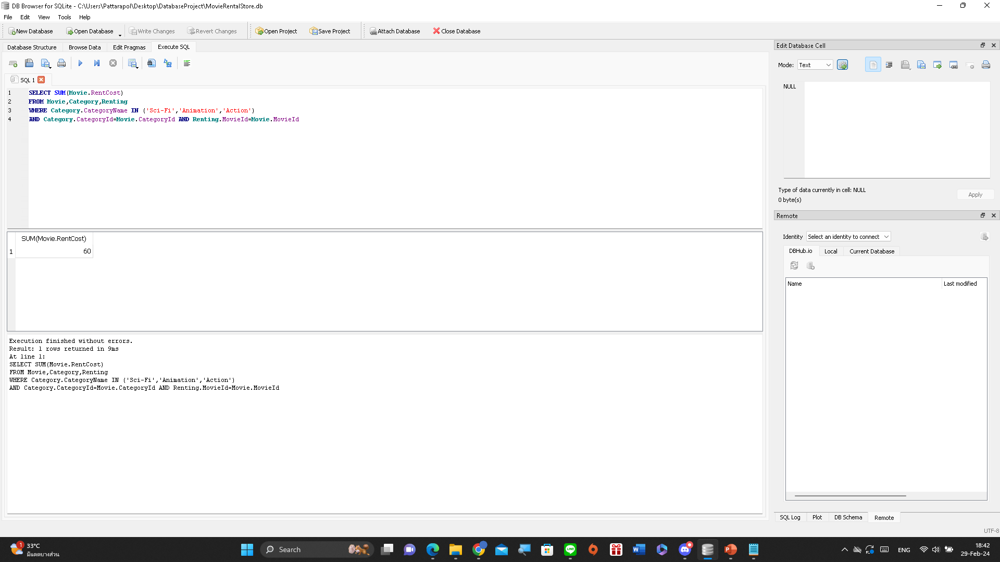 DB Browser for SQLite - C:\Users\Pattarapol\Desktop\DatabaseProject\MovieRentalStore.db
File Edit View Tools Help
New Database Open Database Write Changes Revert Changes Open Project Save Project Attach Database Close Database
Database Structure Browse Data Edit Pragmas Execute SQL
SQL 1
1 SELECT SUM(Movie.RentCost)
2 FROM Movie,Category,Renting
3 WHERE Category.CategoryName IN ('Sci-Fi','Animation','Action')
4 AND Category.CategoryId=Movie.CategoryId AND Renting.MovieId=Movie.MovieId
SUM(Movie.RentCost)
1 60
Execution finished without errors.
Result: 1 rows returned in 9ms
At line 1:
SELECT SUM(Movie.RentCost)
FROM Movie,Category,Renting
WHERE Category.CategoryName IN ('Sci-Fi','Animation','Action')
AND Category.CategoryId=Movie.CategoryId AND Renting.MovieId=Movie.MovieId
Edit Database Cell
Mode: Text
NULL
Type of data currently in cell: NULL
0 byte(s)
Apply
Remote
Identity Select an identity to connect
DBHub.io Local Current Database
Name Last modified
SQL Log Plot DB Schema Remote
UTF-8
1
33°C
มีแดดบางส่วน
Search
LINE
ENG
18:42
29-Feb-24